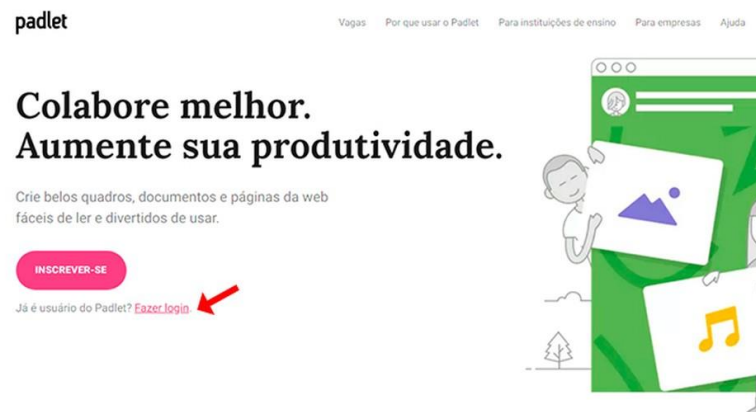 padlet
Vagas Por que usar o Padlet Para instituições de ensino Para empresas Ajuda
Colabore melhor.
Aumente sua produtividade.
Crie belos quadros, documentos e páginas da web
fáceis de ler e divertidos de usar.
INSCREVER-SE
Já é usuário do Padlet? Fazer login.